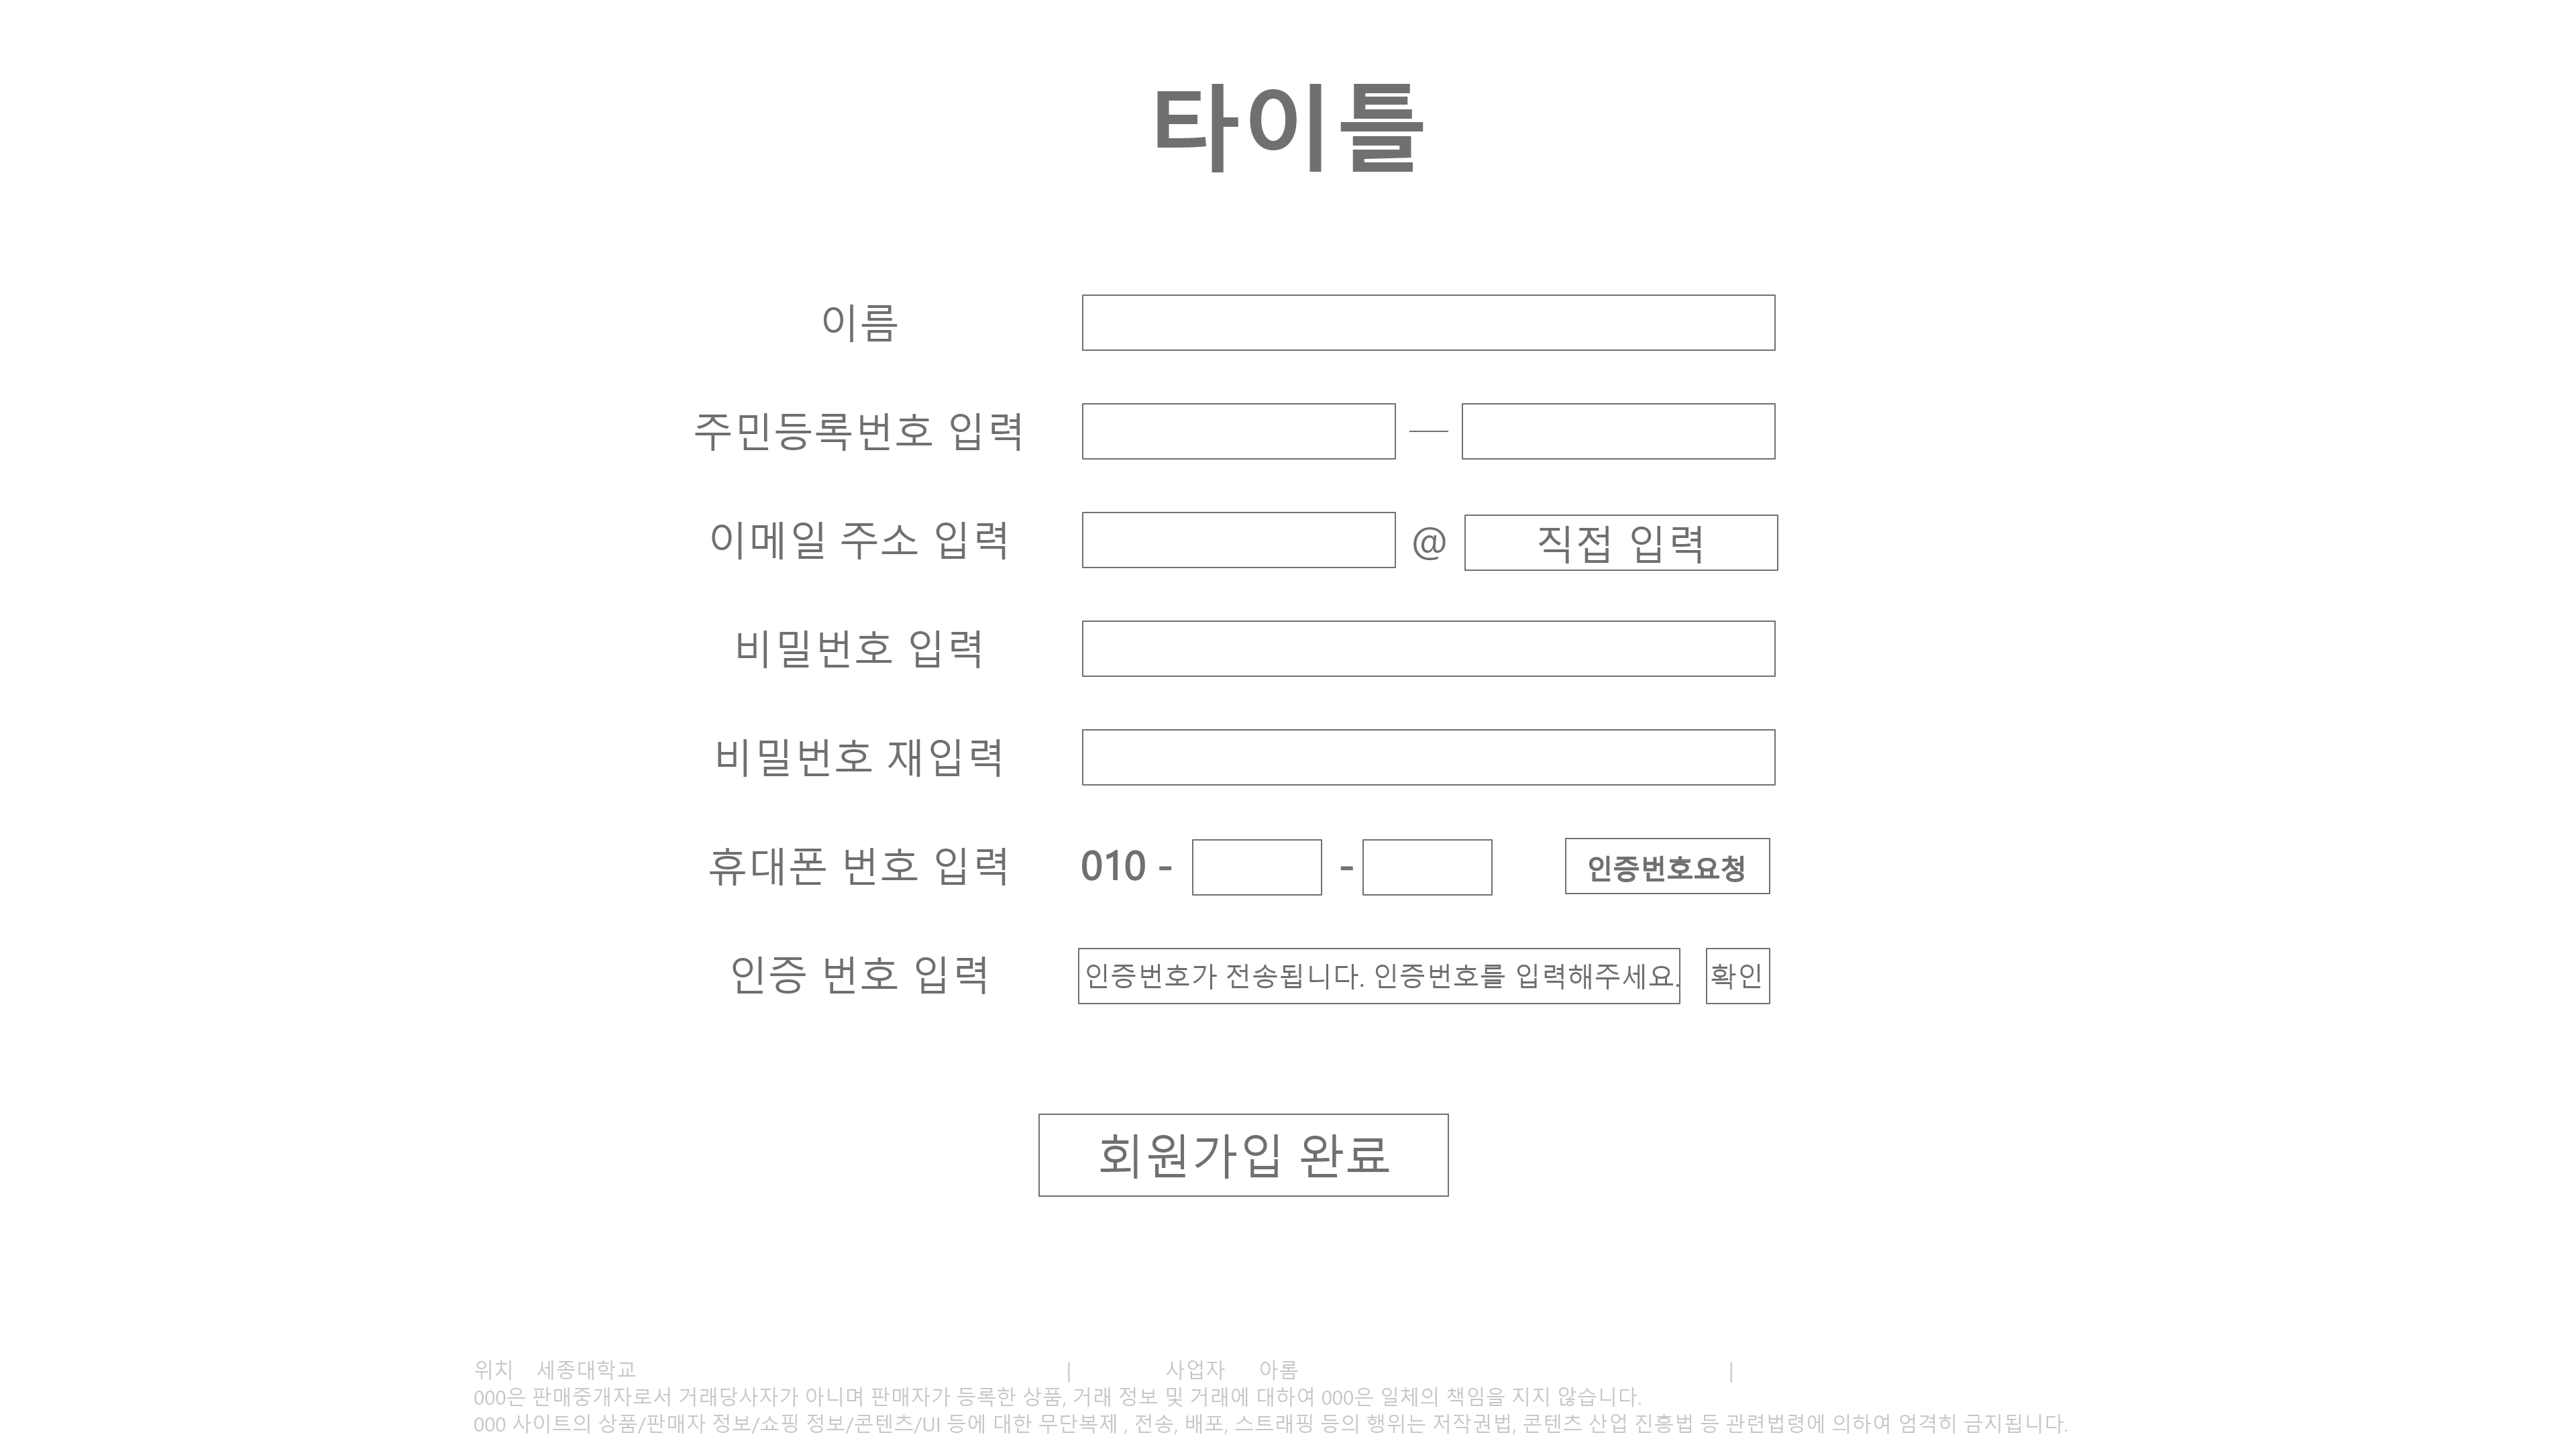 타이틀
이름
주민등록번호 입력 —
이메일 주소 입력 @ 직접 입력
비밀번호 입력
비밀번호 재입력
휴대폰 번호 입력 010 - - 인증번호요청
인증 번호 입력 인증번호가 전송됩니다. 인증번호를 입력해주세요. 확인
회원가입 완료
위치 세종대학교 | 사업자 아롬 |
000은 판매중개자로서 거래당사자가 아니며 판매자가 등록한 상품, 거래 정보 및 거래에 대하여 000은 일체의 책임을 지지 않습니다.
000 사이트의 상품/판매자 정보/쇼핑 정보/콘텐츠/UI 등에 대한 무단복제 , 전송, 배포, 스트래핑 등의 행위는 저작권법, 콘텐츠 산업 진흥법 등 관련법령에 의하여 엄격히 금지됩니다.